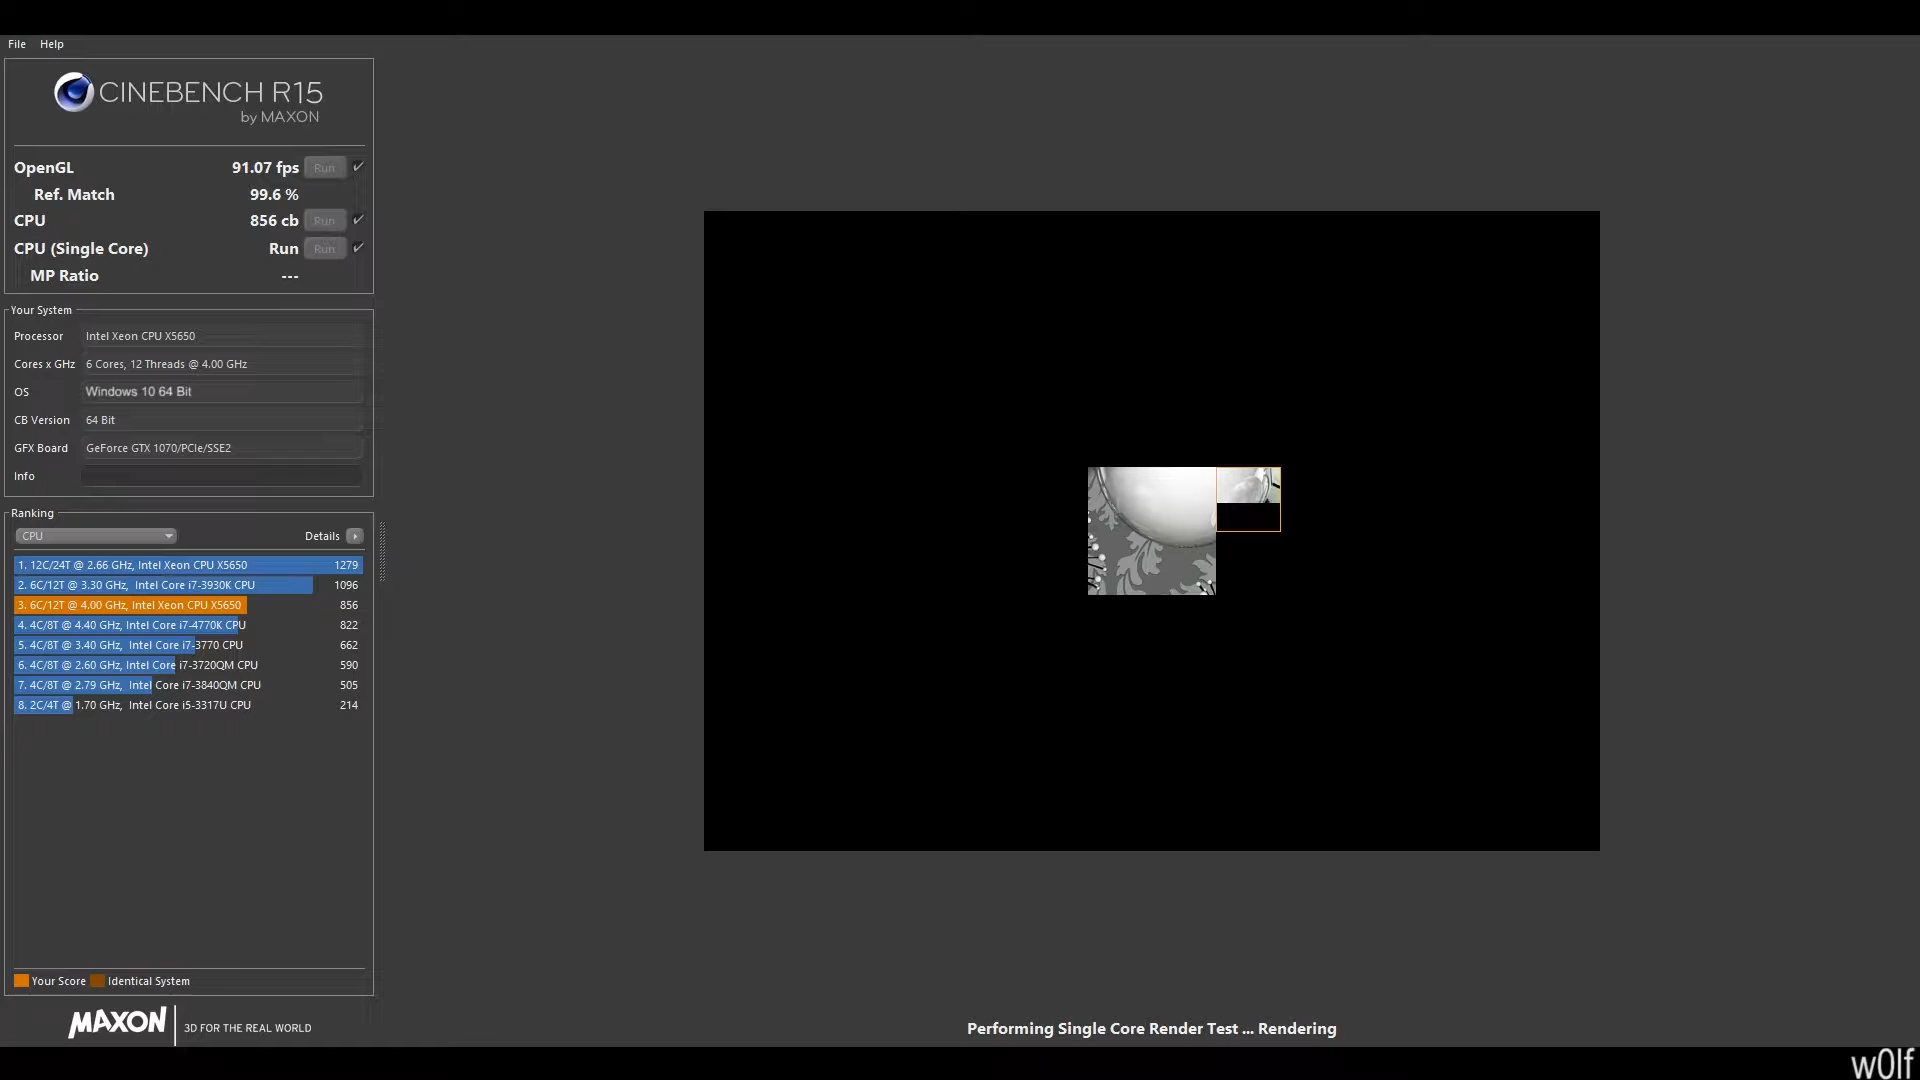 File Help
CINEBENCH R15
by MAXON
OpenGL 91.07 fps Run
Ref. Match 99.6 %
CPU 856 cb Run
CPU (Single Core) Run Run
MP Ratio ---
Your System
Processor Intel Xeon CPU X5650
Cores x GHz 6 Cores, 12 Threads @ 4.00 GHz
OS Windows 10 64 Bit
CB Version 64 Bit
GFX Board GeForce GTX 1070/PCIe/SSE2
Info
Ranking
CPU Details
1. 12C/24T @ 2.66 GHz, Intel Xeon CPU X5650 1279
2. 6C/12T @ 3.30 GHz, Intel Core i7-3930K CPU 1096
3. 6C/12T @ 4.00 GHz, Intel Xeon CPU X5650 856
4. 4C/8T @ 4.40 GHz, Intel Core i7-4770K CPU 822
5. 4C/8T @ 3.40 GHz, Intel Core i7-3770 CPU 662
6. 4C/8T @ 2.60 GHz, Intel Core i7-3720QM CPU 590
7. 4C/8T @ 2.79 GHz, Intel Core i7-3840QM CPU 505
8. 2C/4T @ 1.70 GHz, Intel Core i5-3317U CPU 214
Your Score Identical System
MAXON 3D FOR THE REAL WORLD
Performing Single Core Render Test ... Rendering
w0lf